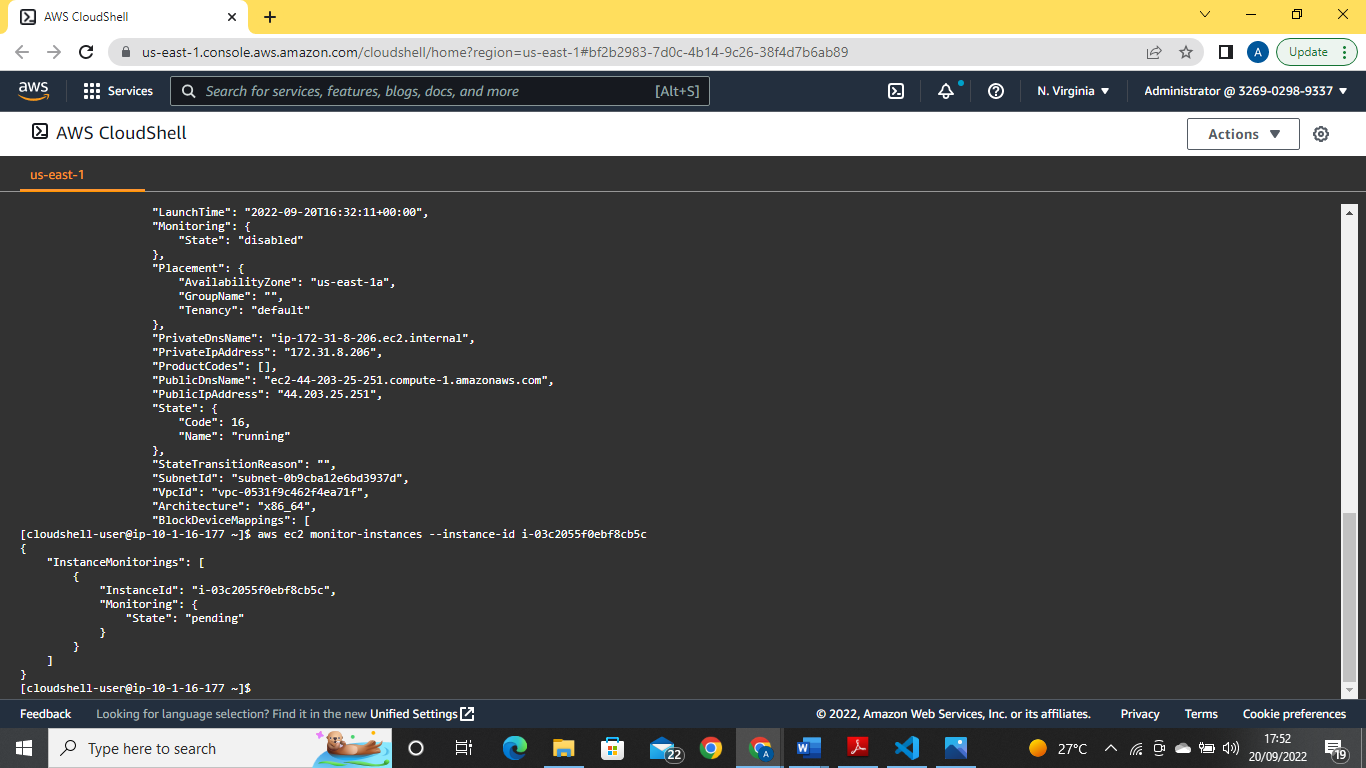 AWS CloudShell
us-east-1.console.aws.amazon.com/cloudshell/home?region=us-east-1#bf2b2983-7d0c-4b14-9c26-38f4d7b6ab89
A
Update
aws
Services
Search for services, features, blogs, docs, and more
[Alt+S]
N. Virginia
Administrator @ 3269-0298-9337
AWS CloudShell
Actions
us-east-1
"LaunchTime": "2022-09-20T16:32:11+00:00",
"Monitoring": {
"State": "disabled"
},
"Placement": {
"AvailabilityZone": "us-east-1a",
"GroupName": "",
"Tenancy": "default"
},
"PrivateDnsName": "ip-172-31-8-206.ec2.internal",
"PrivateIpAddress": "172.31.8.206",
"ProductCodes": [],
"PublicDnsName": "ec2-44-203-25-251.compute-1.amazonaws.com",
"PublicIpAddress": "44.203.25.251",
"State": {
"Code": 16,
"Name": "running"
},
"StateTransitionReason": "",
"SubnetId": "subnet-0b9cba12e6bd3937d",
"VpcId": "vpc-0531f9c462f4ea71f",
"Architecture": "x86_64",
"BlockDeviceMappings": [
[cloudshell-user@ip-10-1-16-177 ~]$ aws ec2 monitor-instances --instance-id i-03c2055f0ebf8cb5c
{
"InstanceMonitorings": [
{
"InstanceId": "i-03c2055f0ebf8cb5c",
"Monitoring": {
"State": "pending"
}
}
]
}
[cloudshell-user@ip-10-1-16-177 ~]$
Feedback
Looking for language selection? Find it in the new Unified Settings
© 2022, Amazon Web Services, Inc. or its affiliates.
Privacy
Terms
Cookie preferences
Type here to search
22
A
27°C
17:52
20/09/2022
19